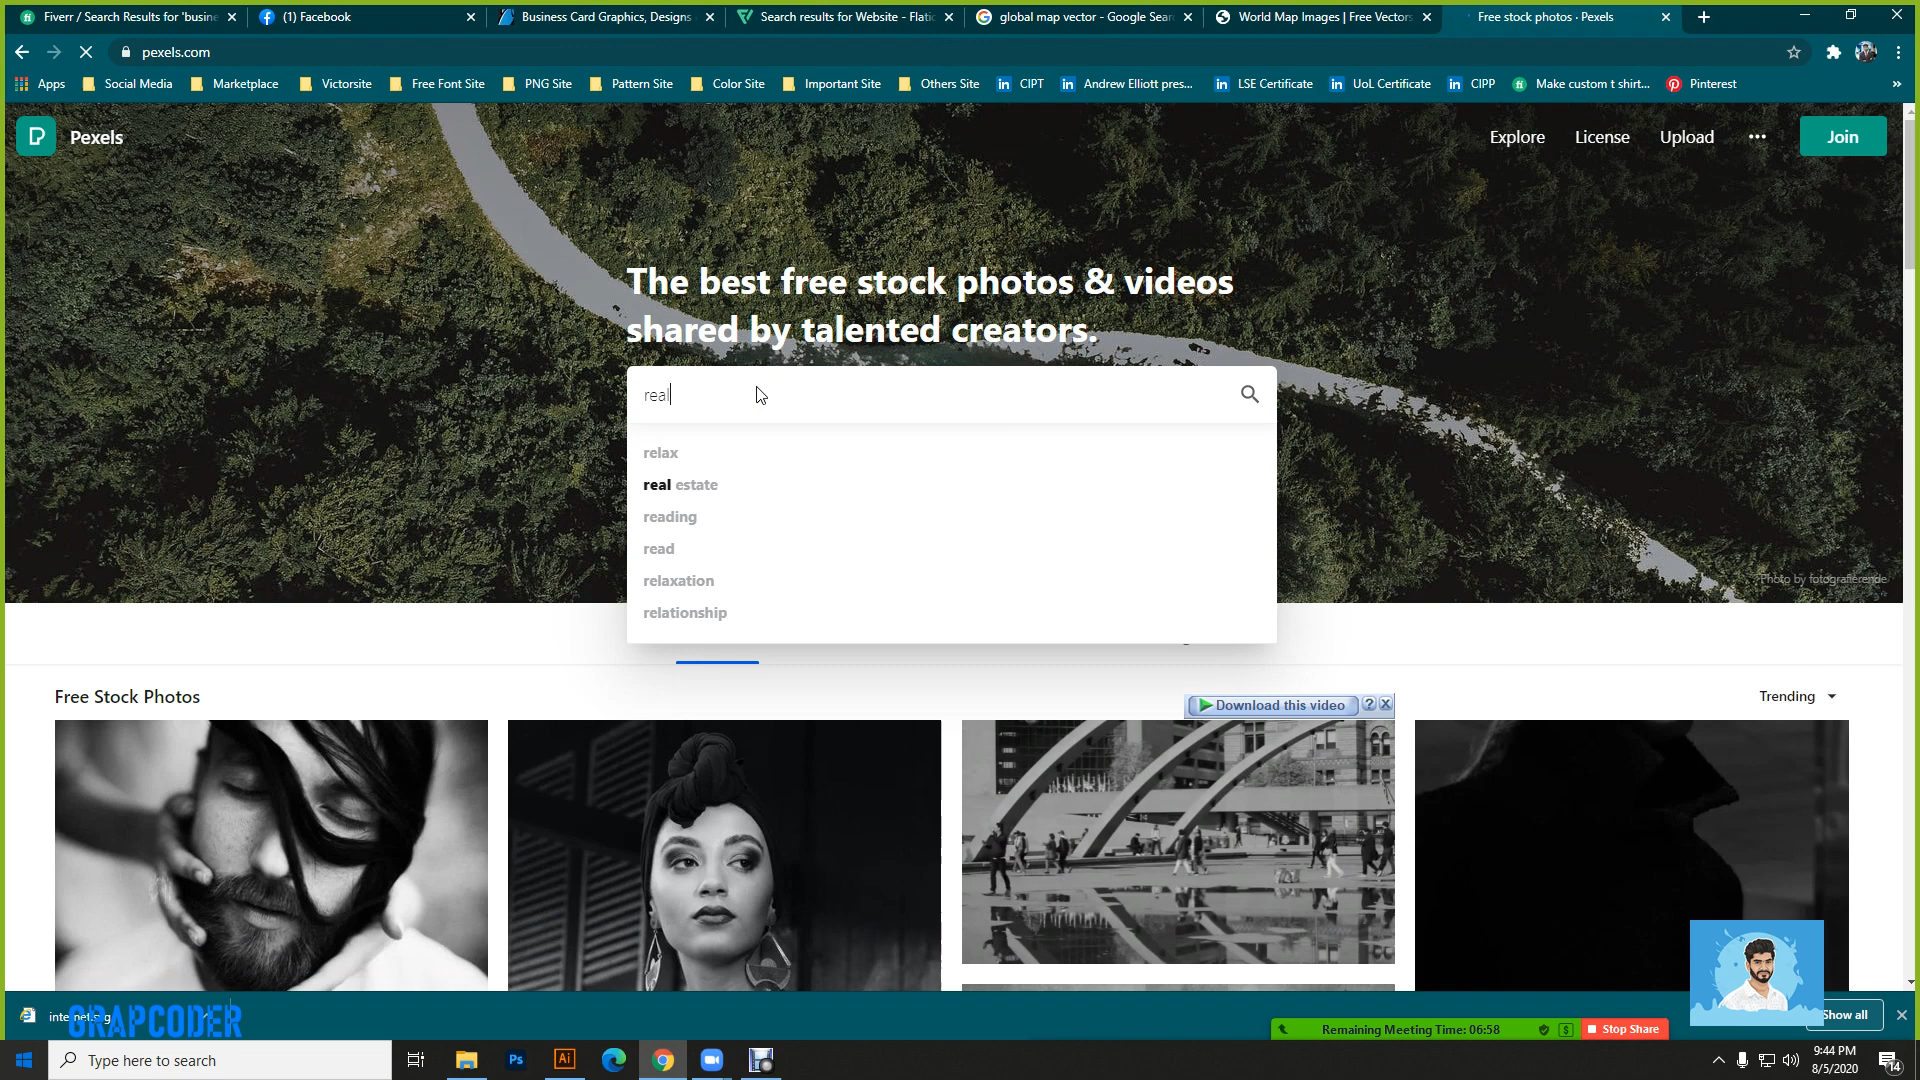 Fiverr / Search Results for 'busine
(1) Facebook
Business Card Graphics, Designs
Search results for Website - Flatic
global map vector - Google Sear
World Map Images | Free Vectors
Free stock photos · Pexels
pexels.com
Apps
Social Media
Marketplace
Victorsite
Free Font Site
PNG Site
Pattern Site
Color Site
Important Site
Others Site
CIPT
Andrew Elliott pres...
LSE Certificate
UoL Certificate
CIPP
Make custom t shirt...
Pinterest
Pexels
Explore
License
Upload
Join
The best free stock photos & videos
shared by talented creators.
real
relax
real estate
reading
read
relaxation
relationship
Photo by fotografierende
Free Stock Photos
Trending
Download this video
GRAPCODER
Show all
Remaining Meeting Time: 06:58
Stop Share
Type here to search
Ps
Ai
9:44 PM
8/5/2020
14